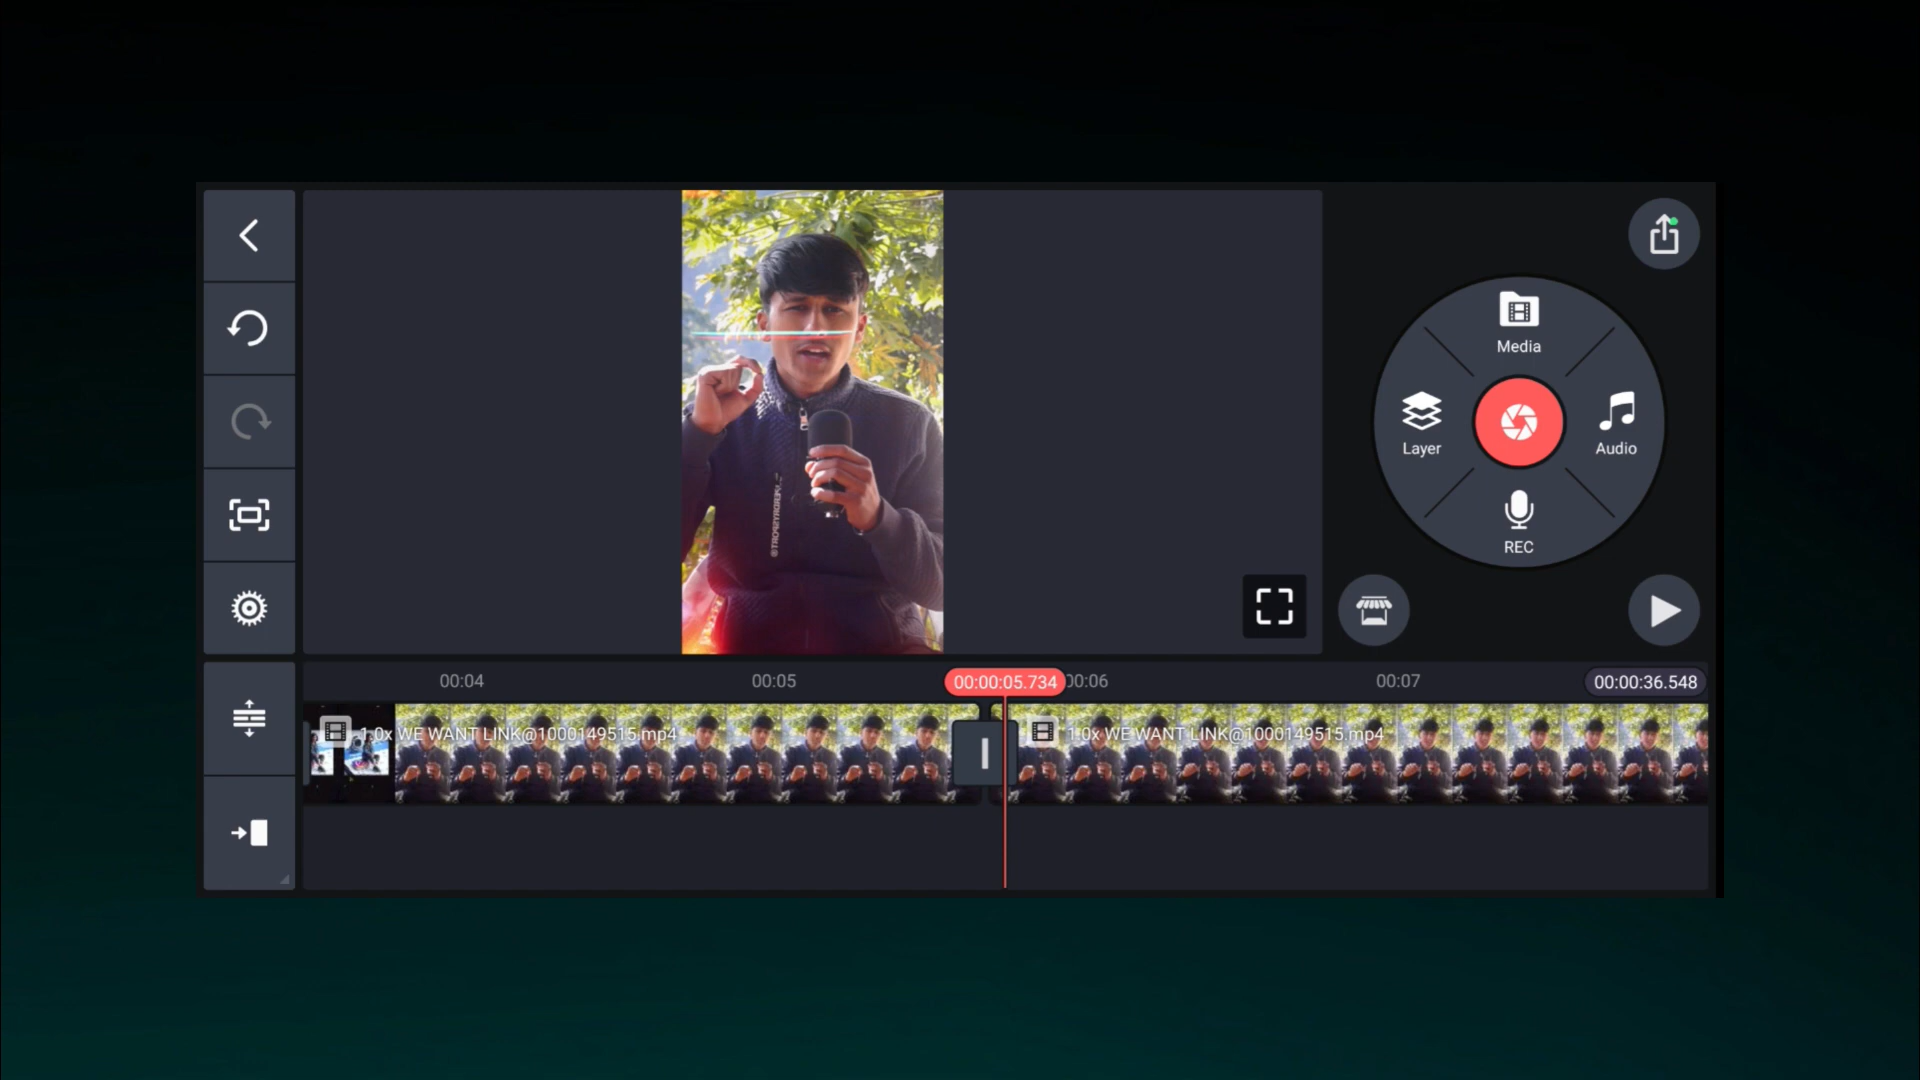 Media
Layer
Audio
REC
00:04
00:05
00:00:05.734
00:06
00:07
00:00:36.548
1.0x WE WANT LINK@1000149515.mp4
1.0x WE WANT LINK@1000149515.mp4